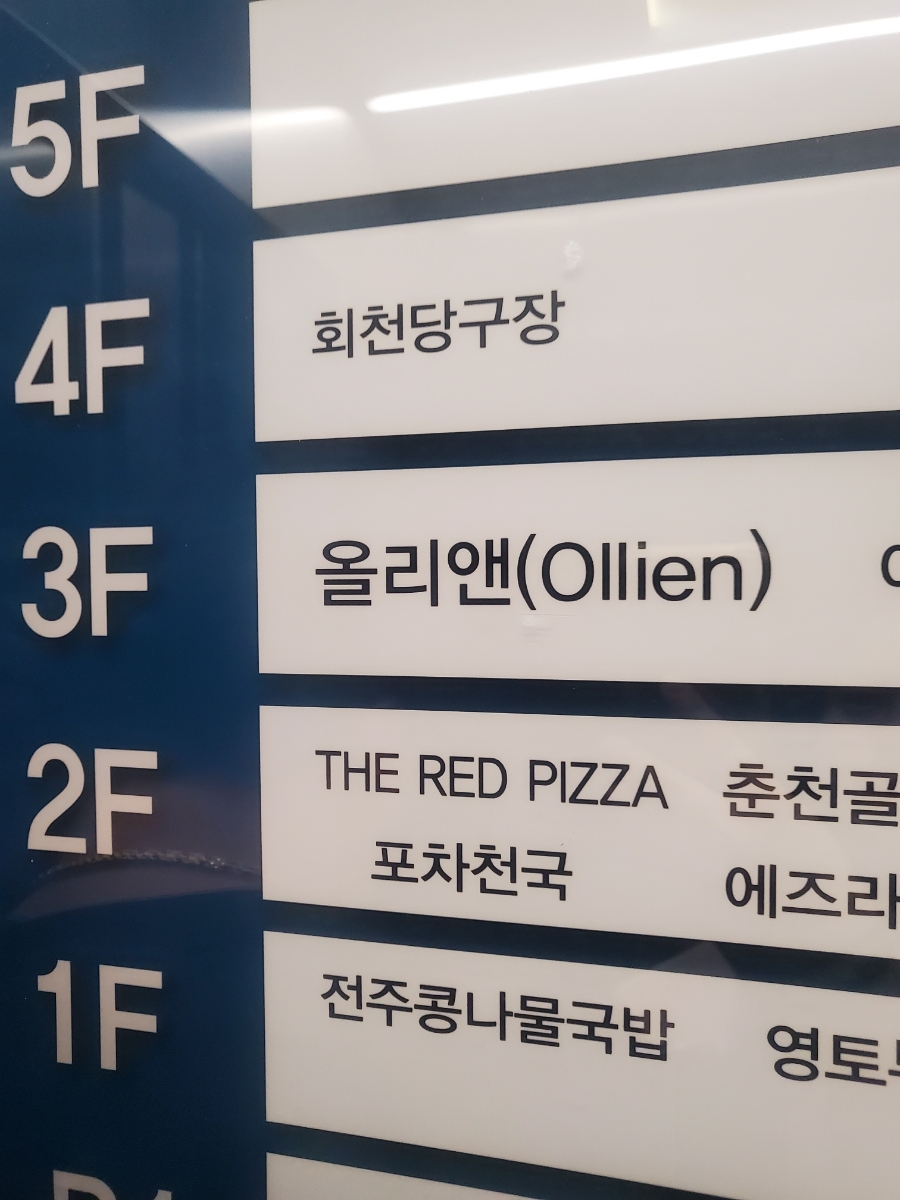 5F
4F 회천당구장
3F 올리앤(Ollien)
2F THE RED PIZZA 춘천골
포차천국 에즈라
1F 전주콩나물국밥 영토
B1